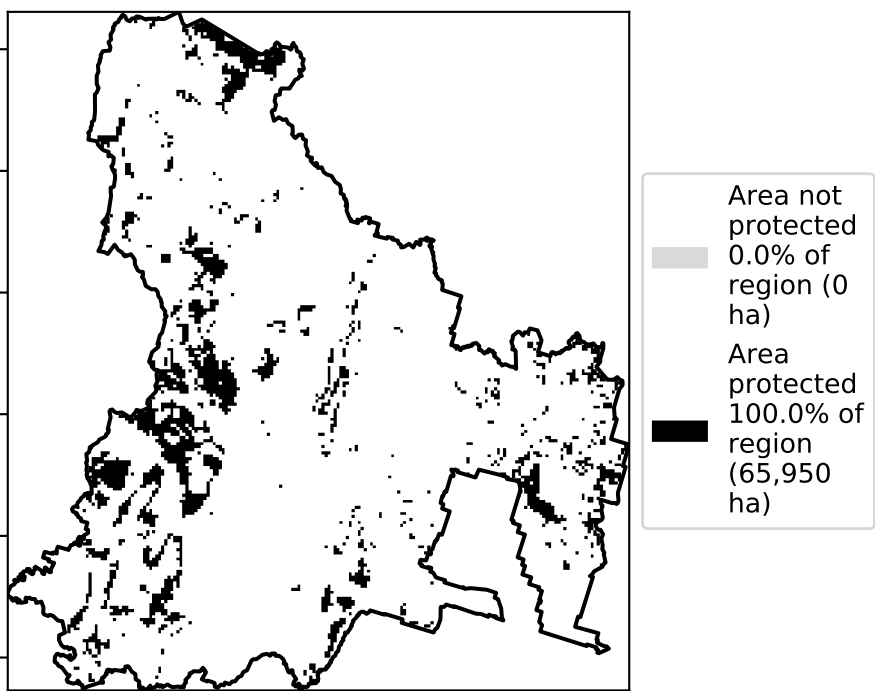 Area not
protected
0.0% of
region (0
ha)
Area
protected
100.0% of
region
(65,950
ha)